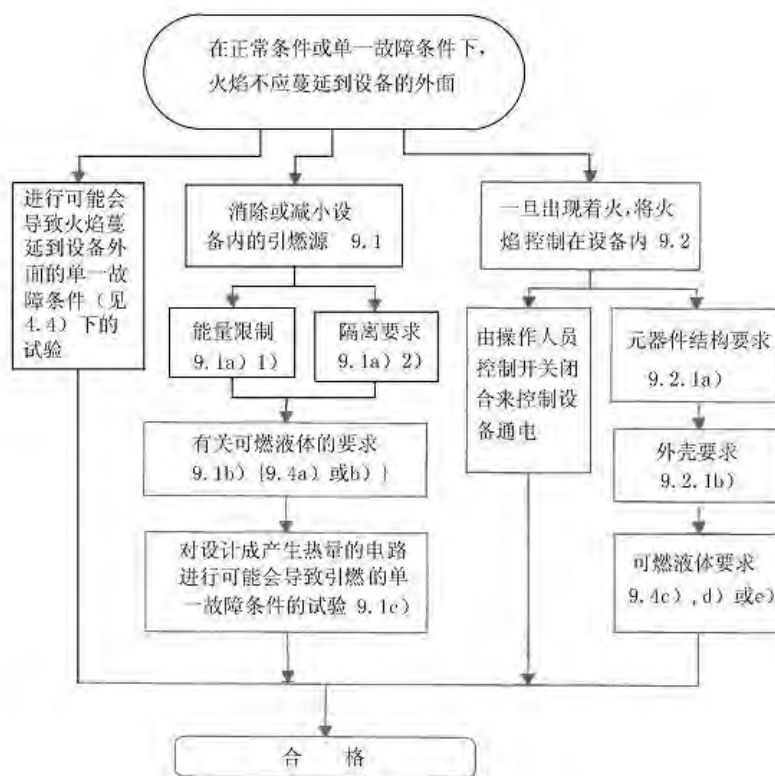 在正常条件或单一故障条件下,
火焰不应蔓延到设备的外面
进行可能会
导致火焰蔓
延到设备外
面的单一故
障条件(见
4.4)下的
试验
消除或减小设
备内的引燃源 9.1
一旦出现着火,将火
焰控制在设备内 9.2
能量限制
9.1a) 1)
隔离要求
9.1a) 2)
由操作人员
控制开关闭
合来控制设
备通电
元器件结构要求
9.2.1a)
有关可燃液体的要求
9.1b) {9.4a) 或b) }
外壳要求
9.2.1b)
对设计成产生热量的电路
进行可能会导致引燃的单
一故障条件的试验 9.1c)
可燃液体要求
9.4c) , d) 或e)
合 格